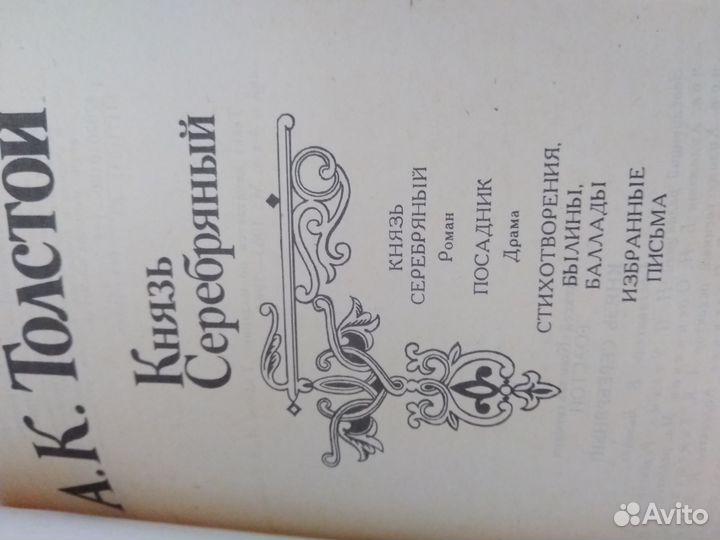 А.К. Толстой
Князь
Серебряный
КНЯЗЬ
СЕРЕБРЯНЫЙ
Роман
ПОСАДНИК
Драма
СТИХОТВОРЕНИЯ,
БЫЛИНЫ,
БАЛЛАДЫ
ИЗБРАННЫЕ
ПИСЬМА
Avito